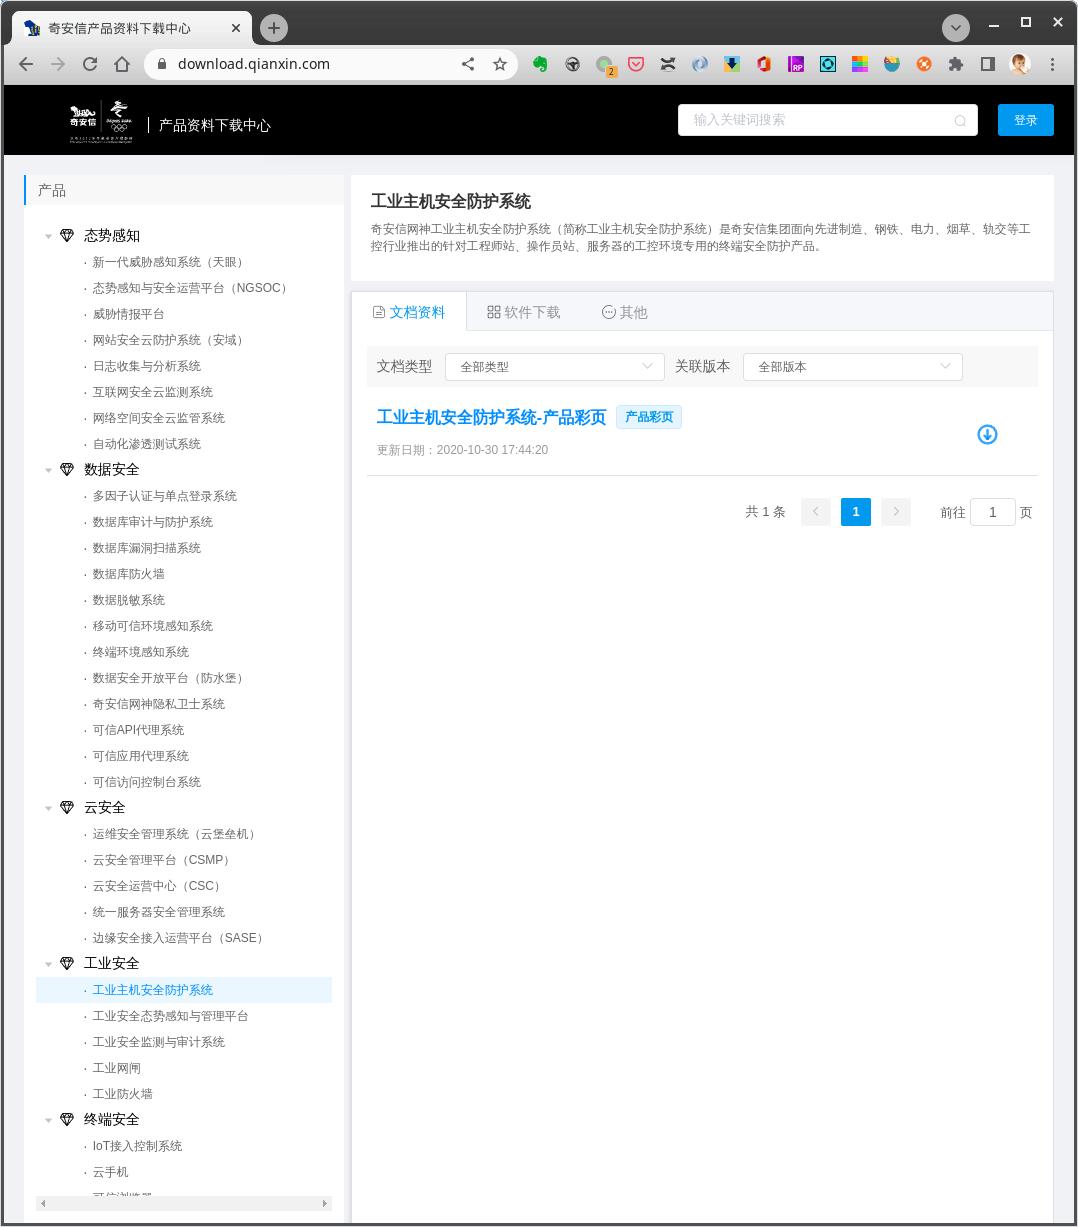 奇安信产品资料下载中心
download.qianxin.com
2
奇安信
产品资料下载中心
输入关键词搜索
登录
产品
态势感知
· 新一代威胁感知系统（天眼）
· 态势感知与安全运营平台（NGSOC）
· 威胁情报平台
· 网站安全云防护系统（安域）
· 日志收集与分析系统
· 互联网安全云监测系统
· 网络空间安全云监管系统
· 自动化渗透测试系统
数据安全
· 多因子认证与单点登录系统
· 数据库审计与防护系统
· 数据库漏洞扫描系统
· 数据库防火墙
· 数据脱敏系统
· 移动可信环境感知系统
· 终端环境感知系统
· 数据安全开放平台（防水堡）
· 奇安信网神隐私卫士系统
· 可信API代理系统
· 可信应用代理系统
· 可信访问控制台系统
云安全
· 运维安全管理系统（云堡垒机）
· 云安全管理平台（CSMP）
· 云安全运营中心（CSC）
· 统一服务器安全管理系统
· 边缘安全接入运营平台（SASE）
工业安全
· 工业主机安全防护系统
· 工业安全态势感知与管理平台
· 工业安全监测与审计系统
· 工业网闸
· 工业防火墙
终端安全
· IoT接入控制系统
· 云手机
工业主机安全防护系统
奇安信网神工业主机安全防护系统（简称工业主机安全防护系统）是奇安信集团面向先进制造、钢铁、电力、烟草、轨交等工
控行业推出的针对工程师站、操作员站、服务器的工控环境专用的终端安全防护产品。
文档资料 软件下载 其他
文档类型 全部类型 关联版本 全部版本
工业主机安全防护系统-产品彩页 产品彩页
更新日期：2020-10-30 17:44:20
共 1 条 1 前往 1 页